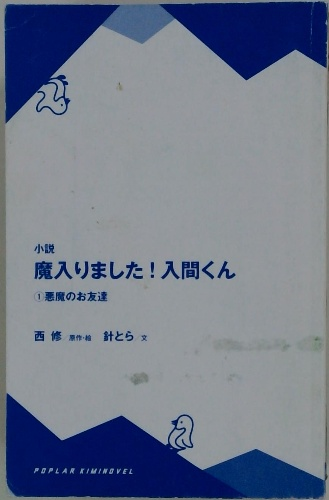 小説
魔入りました!入間くん
①悪魔のお友達
西 修/原作・絵 針とら/文
POPLAR KIMINOVEL